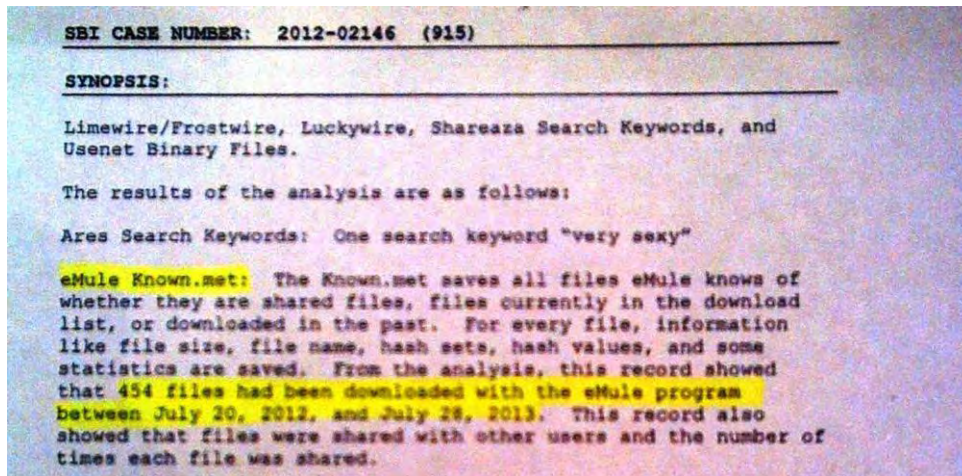 SBI CASE NUMBER: 2012-02146 (915)
SYNOPSIS:
Limewire/Frostwire, Luckywire, Shareaza Search Keywords, and
Usenet Binary Files.
The results of the analysis are as follows:
Ares Search Keywords: One search keyword "very sexy"
eMule Known.met: The Known.met saves all files eMule knows of
whether they are shared files, files currently in the download
list, or downloaded in the past. For every file, information
like file size, file name, hash sets, hash values, and some
statistics are saved. From the analysis, this record showed
that 454 files had been downloaded with the eMule program
between July 20, 2012, and July 28, 2013. This record also
showed that files were shared with other users and the number of
times each file was shared.